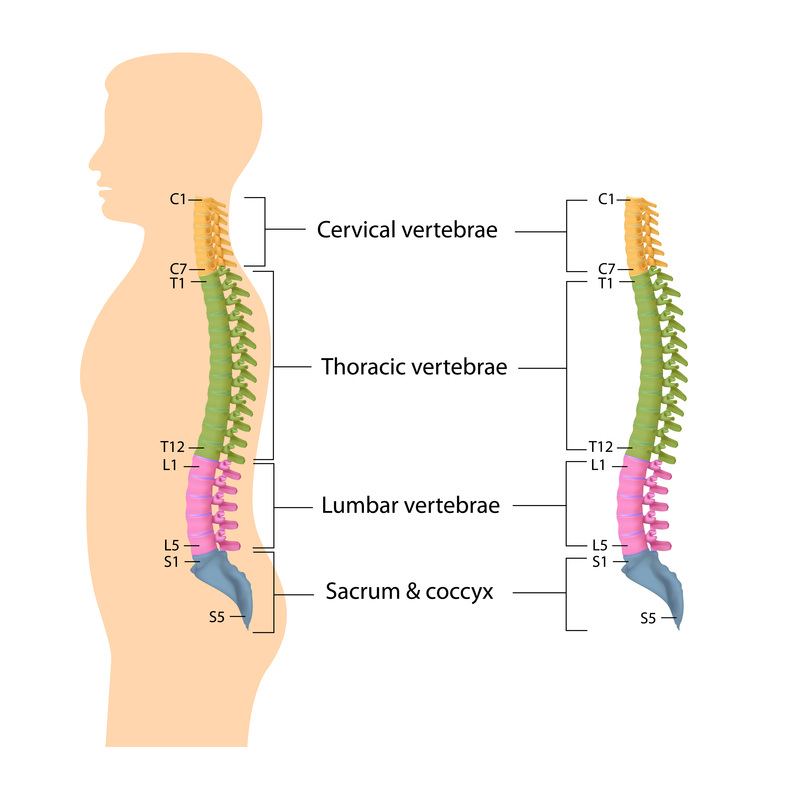 C1
C1
Cervical vertebrae
C7
C7
T1
T1
Thoracic vertebrae
T12
T12
L1
L1
Lumbar vertebrae
L5
L5
S1
S1
Sacrum & coccyx
S5
S5